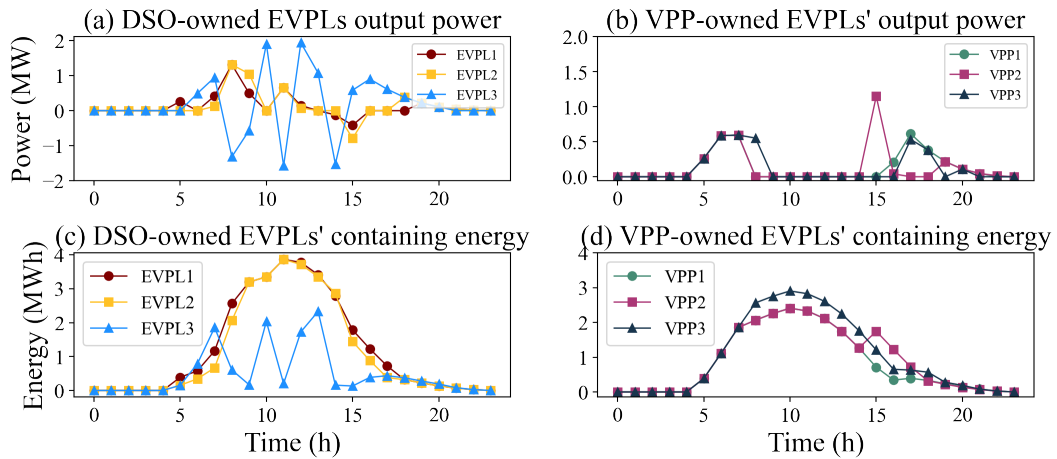 (a) DSO-owned EVPLs output power
Power (MW)
2
1
0
−1
−2
0 5 10 15 20
EVPL1
EVPL2
EVPL3
(b) VPP-owned EVPLs' output power
2.0
1.5
1.0
0.5
0.0
0 5 10 15 20
VPP1
VPP2
VPP3
(c) DSO-owned EVPLs' containing energy
Energy (MWh)
4
3
2
1
0
0 5 10 15 20
Time (h)
EVPL1
EVPL2
EVPL3
(d) VPP-owned EVPLs' containing energy
4
3
2
1
0
0 5 10 15 20
Time (h)
VPP1
VPP2
VPP3